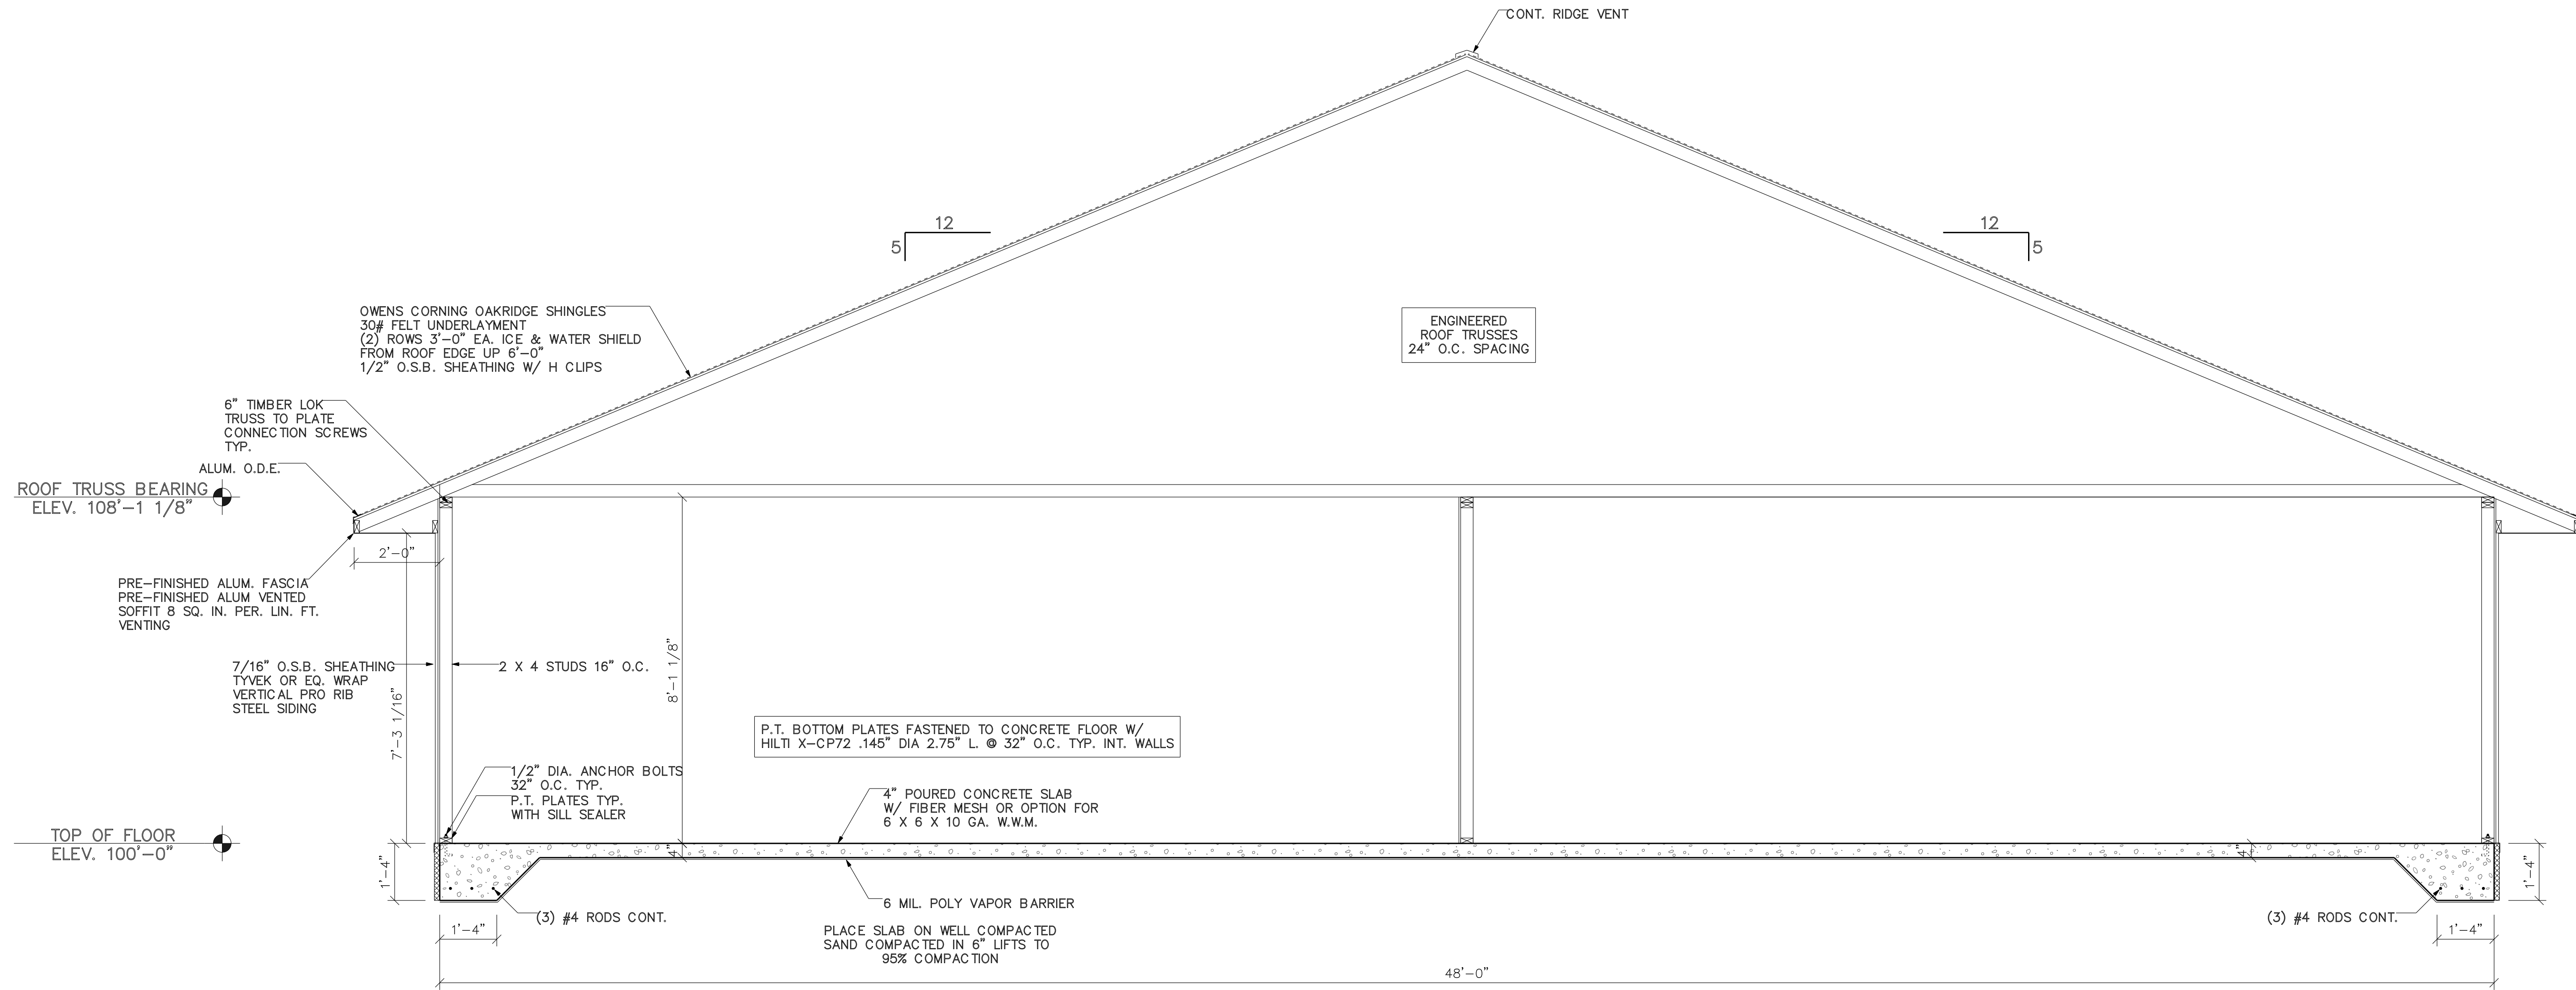 CONT. RIDGE VENT
12
5
12
5
OWENS CORNING OAKRIDGE SHINGLES
30# FELT UNDERLAYMENT
(2) ROWS 3'-0" EA. ICE & WATER SHIELD
FROM ROOF EDGE UP 6'-0"
1/2" O.S.B. SHEATHING W/ H CLIPS
ENGINEERED
ROOF TRUSSES
24" O.C. SPACING
6" TIMBER LOK
TRUSS TO PLATE
CONNECTION SCREWS
TYP.
ALUM. O.D.E.
ROOF TRUSS BEARING
ELEV. 108'-1 1/8"
2'-0"
PRE-FINISHED ALUM. FASCIA
PRE-FINISHED ALUM VENTED
SOFFIT 8 SQ. IN. PER. LIN. FT.
VENTING
7/16" O.S.B. SHEATHING
TYVEK OR EQ. WRAP
VERTICAL PRO RIB
STEEL SIDING
2 X 4 STUDS 16" O.C.
8'-1 1/8"
7'-3 1/16"
P.T. BOTTOM PLATES FASTENED TO CONCRETE FLOOR W/
HILTI X-CP72 .145" DIA 2.75" L. @ 32" O.C. TYP. INT. WALLS
1/2" DIA. ANCHOR BOLTS
32" O.C. TYP.
P.T. PLATES TYP.
WITH SILL SEALER
4" POURED CONCRETE SLAB
W/ FIBER MESH OR OPTION FOR
6 X 6 X 10 GA. W.W.M.
TOP OF FLOOR
ELEV. 100'-0"
4"
4"
1'-4"
1'-4"
6 MIL. POLY VAPOR BARRIER
(3) #4 RODS CONT.
(3) #4 RODS CONT.
1'-4"
1'-4"
PLACE SLAB ON WELL COMPACTED
SAND COMPACTED IN 6" LIFTS TO
95% COMPACTION
48'-0"